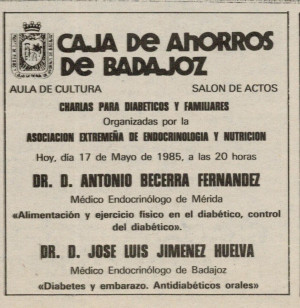 CAJA DE AHORROS
DE BADAJOZ
AULA DE CULTURA SALON DE ACTOS
CHARLAS PARA DIABETICOS Y FAMILIARES
Organizadas por la
ASOCIACION EXTREMEÑA DE ENDOCRINOLOGIA Y NUTRICION
Hoy, día 17 de Mayo de 1985, a las 20 horas
DR. D. ANTONIO BECERRA FERNANDEZ
Médico Endocrinólogo de Mérida
«Alimentación y ejercicio físico en el diabético, control
del diabético».
DR. D. JOSE LUIS JIMENEZ HUELVA
Médico Endocrinólogo de Badajoz
«Diabetes y embarazo. Antidiabéticos orales»